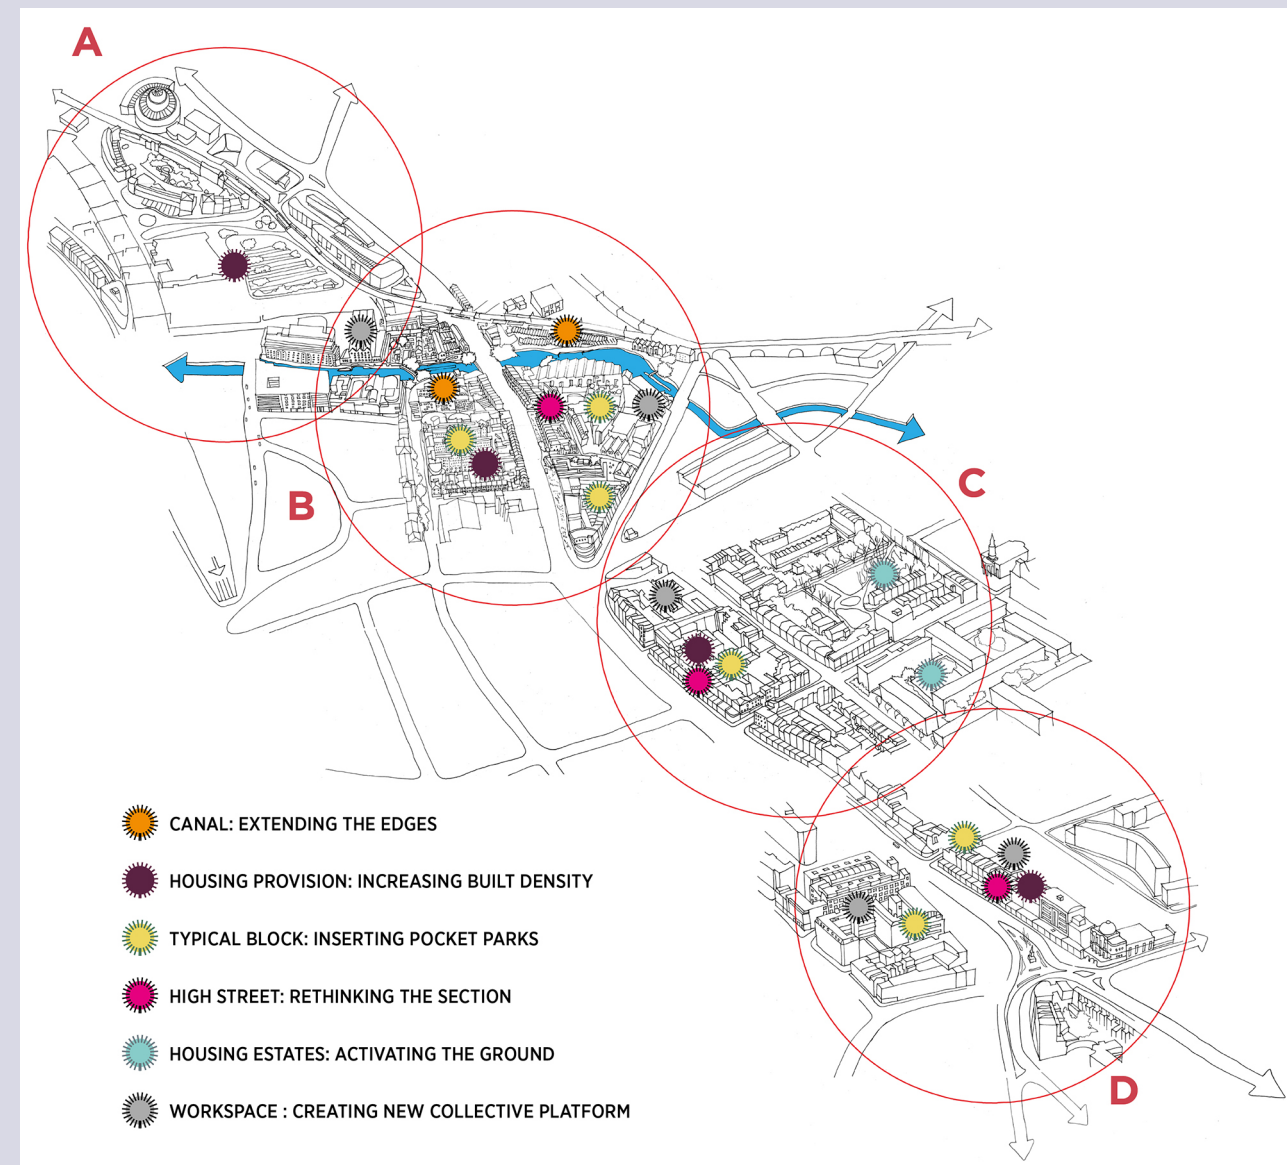 A
B
C
D
CANAL: EXTENDING THE EDGES
HOUSING PROVISION: INCREASING BUILT DENSITY
TYPICAL BLOCK: INSERTING POCKET PARKS
HIGH STREET: RETHINKING THE SECTION
HOUSING ESTATES: ACTIVATING THE GROUND
WORKSPACE : CREATING NEW COLLECTIVE PLATFORM